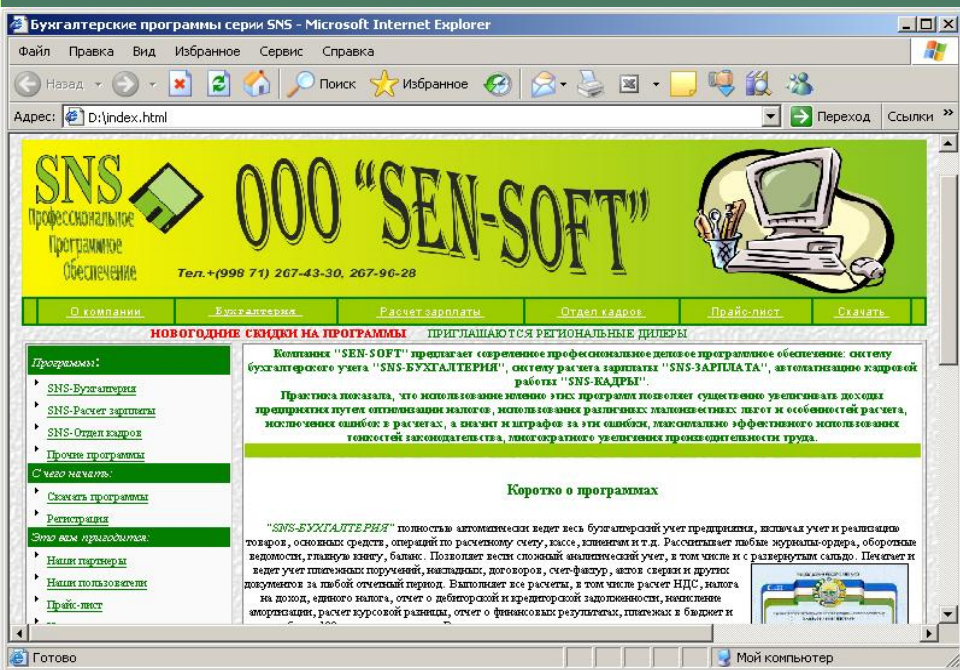 Бухгалтерские программы серии SNS - Microsoft Internet Explorer
Файл Правка Вид Избранное Сервис Справка
Назад Поиск Избранное
Адрес: D:\index.html Переход Ссылки »
SNS
Профессиональное
Программное
Обеспечение
ООО "SEN-SOFT"
Тел.+(998 71) 267-43-30, 267-96-28
О компании Бухгалтерия Расчет зарплаты Отдел кадров Прайс-лист Скачать
НОВОГОДНИЕ СКИДКИ НА ПРОГРАММЫ ПРИГЛАШАЮТСЯ РЕГИОНАЛЬНЫЕ ДИЛЕРЫ
Программы:
SNS-Бухгалтерия
SNS-Расчет зарплаты
SNS-Отдел кадров
Прочие программы
С чего начать:
Скачать программы
Регистрация
Это вам пригодится:
Наши партнеры
Наши пользователи
Прайс-лист
Компания "SEN-SOFT" предлагает современное профессиональное деловое программное обеспечение: систему
бухгалтерского учета "SNS-БУХГАЛТЕРИЯ", систему расчета зарплаты "SNS-ЗАРПЛАТА", автоматизацию кадровой
работы "SNS-КАДРЫ".
Практика показала, что использование именно этих программ позволяет существенно увеличивать доходы
предприятия путем оптимизации налогов, использования различных малоизвестных льгот и особенностей расчета,
исключения ошибок в расчетах, а значит и штрафов за эти ошибки, максимально эффективного использования
тонкостей законодательства, многократного увеличения производительности труда.
Коротко о программах
"SNS-БУХГАЛТЕРИЯ" полностью автоматически ведет весь бухгалтерский учет предприятия, включая учет и реализацию
товаров, основных средств, операций по расчетному счету, кассе, клиентам и т.д. Рассчитывает любые журналы-ордера, оборотные
ведомости, главную книгу, баланс. Позволяет вести сложный аналитический учет, в том числе и с развернутым сальдо. Печатает и
ведет учет платежных поручений, накладных, договоров, счет-фактур, актов сверки и других
документов за любой отчетный период. Выполняет все расчеты, в том числе расчет НДС, налога
на доход, единого налога, отчет о дебиторской и кредиторской задолженности, начисление
амортизации, расчет курсовой разницы, отчет о финансовых результатах, платежах в бюджет и
Готово Мой компьютер